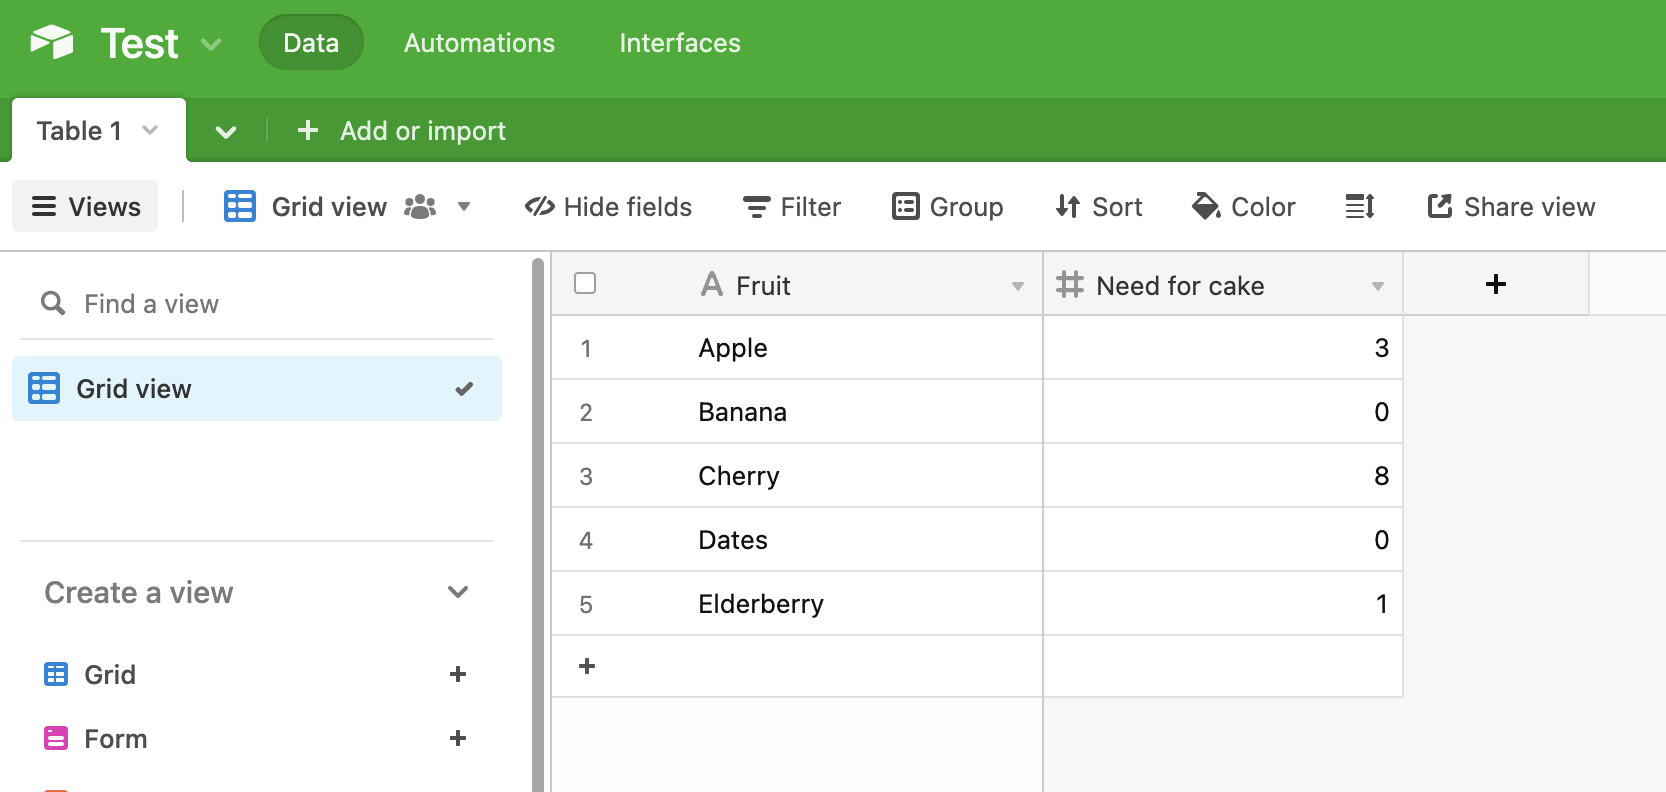 Test Data Automations Interfaces
Table 1 + Add or import
Views Grid view Hide fields Filter Group Sort Color Share view
Find a view
Grid view
Create a view
Grid +
Form +
Fruit Need for cake +
1 Apple 3
2 Banana 0
3 Cherry 8
4 Dates 0
5 Elderberry 1
+